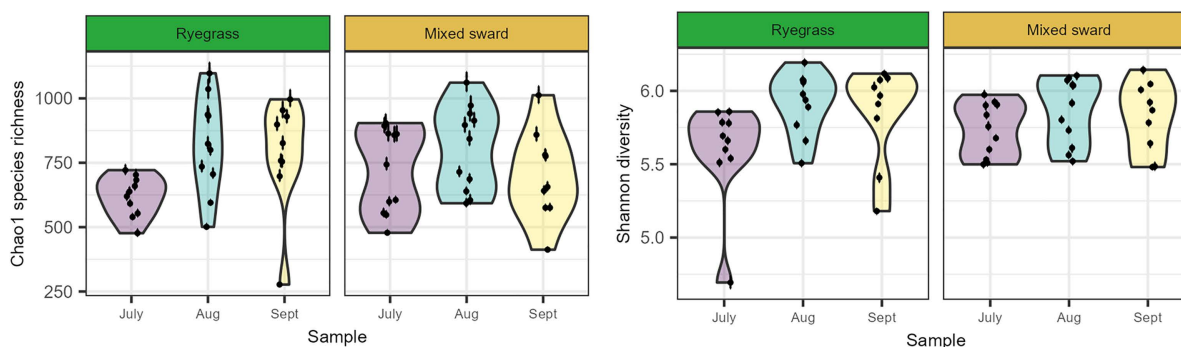 Ryegrass
Mixed sward
Chao1 species richness
1000
750
500
250
July
Aug
Sept
July
Aug
Sept
Sample
Ryegrass
Mixed sward
Shannon diversity
6.0
5.5
5.0
July
Aug
Sept
July
Aug
Sept
Sample